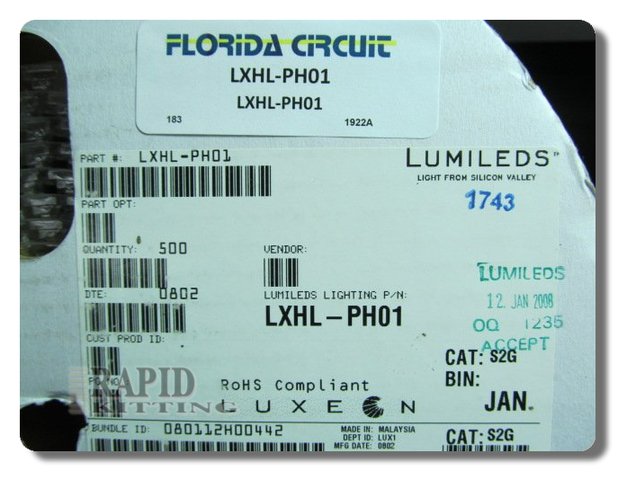 FLORIDA CIRCUIT
LXHL-PH01
LXHL-PH01
183 1922A
PART #: LXHL-PH01
LUMILEDS™
LIGHT FROM SILICON VALLEY
1743
PART OPT:
QUANTITY: 500
VENDOR:
DTE: 0802
LUMILEDS LIGHTING P/N:
LXHL-PH01
LUMILEDS
12 JAN 2008
OQ 1235
ACCEPT
CUST PROD ID:
CAT: S2G
BIN:
JAN.
RAPID
KITTING
RoHS Compliant
LUXEON
BUNDLE ID: 080112H00442
MADE IN: MALAYSIA
DEPT ID: LUX1
MFG DATE: 0802
CAT: S2G